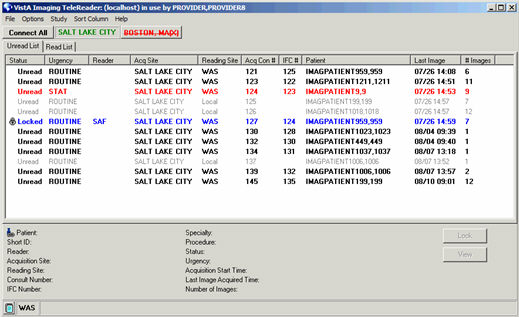 VistA Imaging TeleReader: (localhost) in use by PROVIDER,PROVIDER8
File Options Study Sort Column Help
Connect All SALT LAKE CITY BOSTON, MA(X)
Unread List Read List
Status Urgency Reader Acq Site Reading Site Acq Con # IFC # Patient Last Image # Images
Unread ROUTINE SALT LAKE CITY WAS 121 125 IMAGPATIENT959,959 07/26 14:08 6
Unread ROUTINE SALT LAKE CITY WAS 123 122 IMAGPATIENT1211,1211 07/26 14:51 11
Unread STAT SALT LAKE CITY WAS 124 123 IMAGPATIENT9,9 07/26 14:53 9
Unread ROUTINE SALT LAKE CITY Local 125 IMAGPATIENT199,199 07/26 14:57 7
Unread ROUTINE SALT LAKE CITY Local 126 IMAGPATIENT1018,1018 07/26 14:57 12
Locked ROUTINE SAF SALT LAKE CITY WAS 127 124 IMAGPATIENT959,959 07/26 14:59 7
Unread ROUTINE SALT LAKE CITY WAS 130 128 IMAGPATIENT1023,1023 08/04 09:39 1
Unread ROUTINE SALT LAKE CITY WAS 132 130 IMAGPATIENT449,449 08/04 09:40 1
Unread ROUTINE SALT LAKE CITY WAS 134 131 IMAGPATIENT1037,1037 08/07 13:18 1
Unread ROUTINE SALT LAKE CITY Local 137 IMAGPATIENT1006,1006 08/07 13:52 1
Unread ROUTINE SALT LAKE CITY WAS 139 132 IMAGPATIENT1006,1006 08/07 13:57 2
Unread ROUTINE SALT LAKE CITY WAS 145 135 IMAGPATIENT199,199 08/10 09:01 12
Patient: Specialty:
Short ID: Procedure:
Lock
Reader: Status:
Acquisition Site: Urgency:
View
Reading Site: Acquisition Start Time:
Consult Number: Last Image Acquired Time:
IFC Number: Number of Images:
WAS